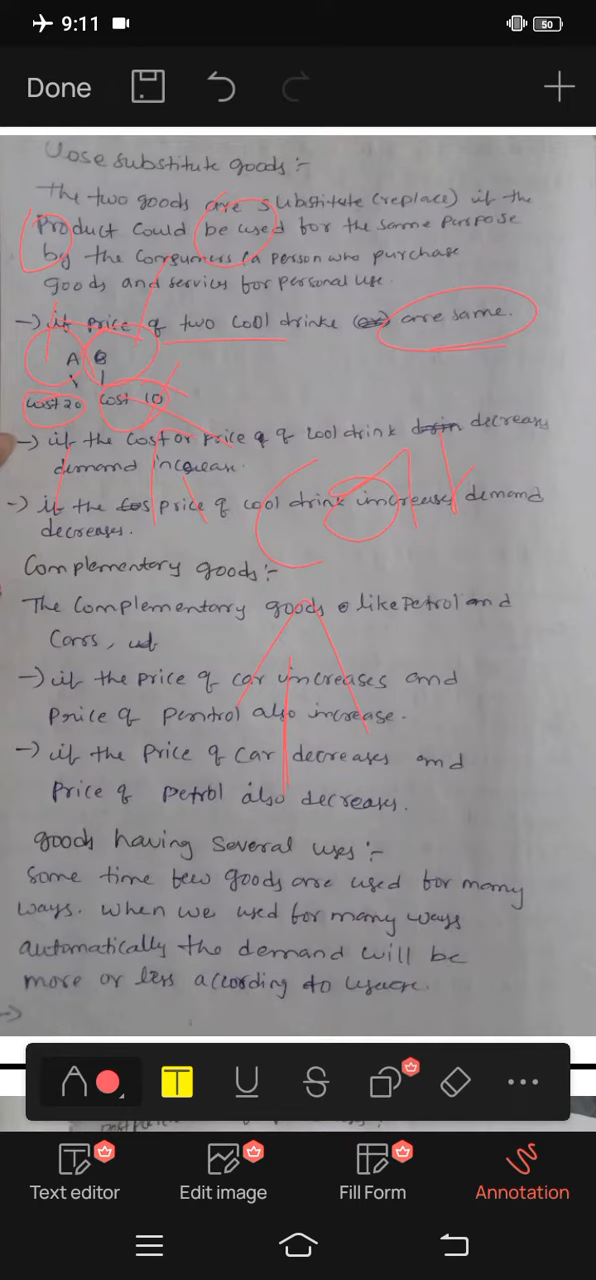 9:11
50
Done
Close substitute goods :-
The two goods are substitute (replace) if the
Product could be used for the same purpose
by the consumers (a person who purchase
goods and services for personal use.
-) if price of two cool drinke are same.
A B
cost 20 cost 10
-) if the cost or price of cool drink decreases
demand increase.
-) if the price of cool drink increases demand
decreases.
Complementory goods :-
The Complementory goods like Petrol and
Cars,
-) if the price of car increases and
price of pentrol also increase.
-) if the price of car decreases and
price of petrol also decreases.
goods having several uses :-
Some time few goods are used for many
ways. when we used for many ways
automatically the demand will be
more or less according to
T
U
S
Text editor
Edit image
Fill Form
Annotation